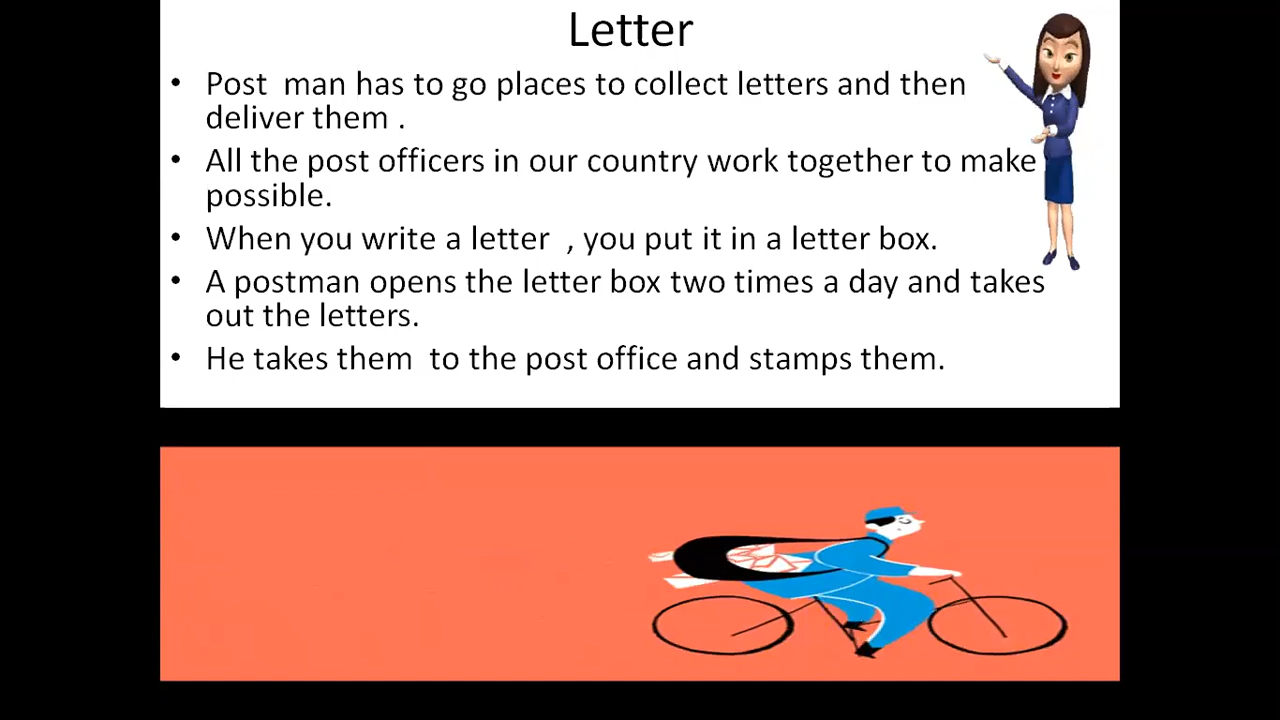 Letter
• Post  man has to go places to collect letters and then
deliver them .
• All the post officers in our country work together to make
possible.
• When you write a letter  , you put it in a letter box.
• A postman opens the letter box two times a day and takes
out the letters.
• He takes them  to the post office and stamps them.